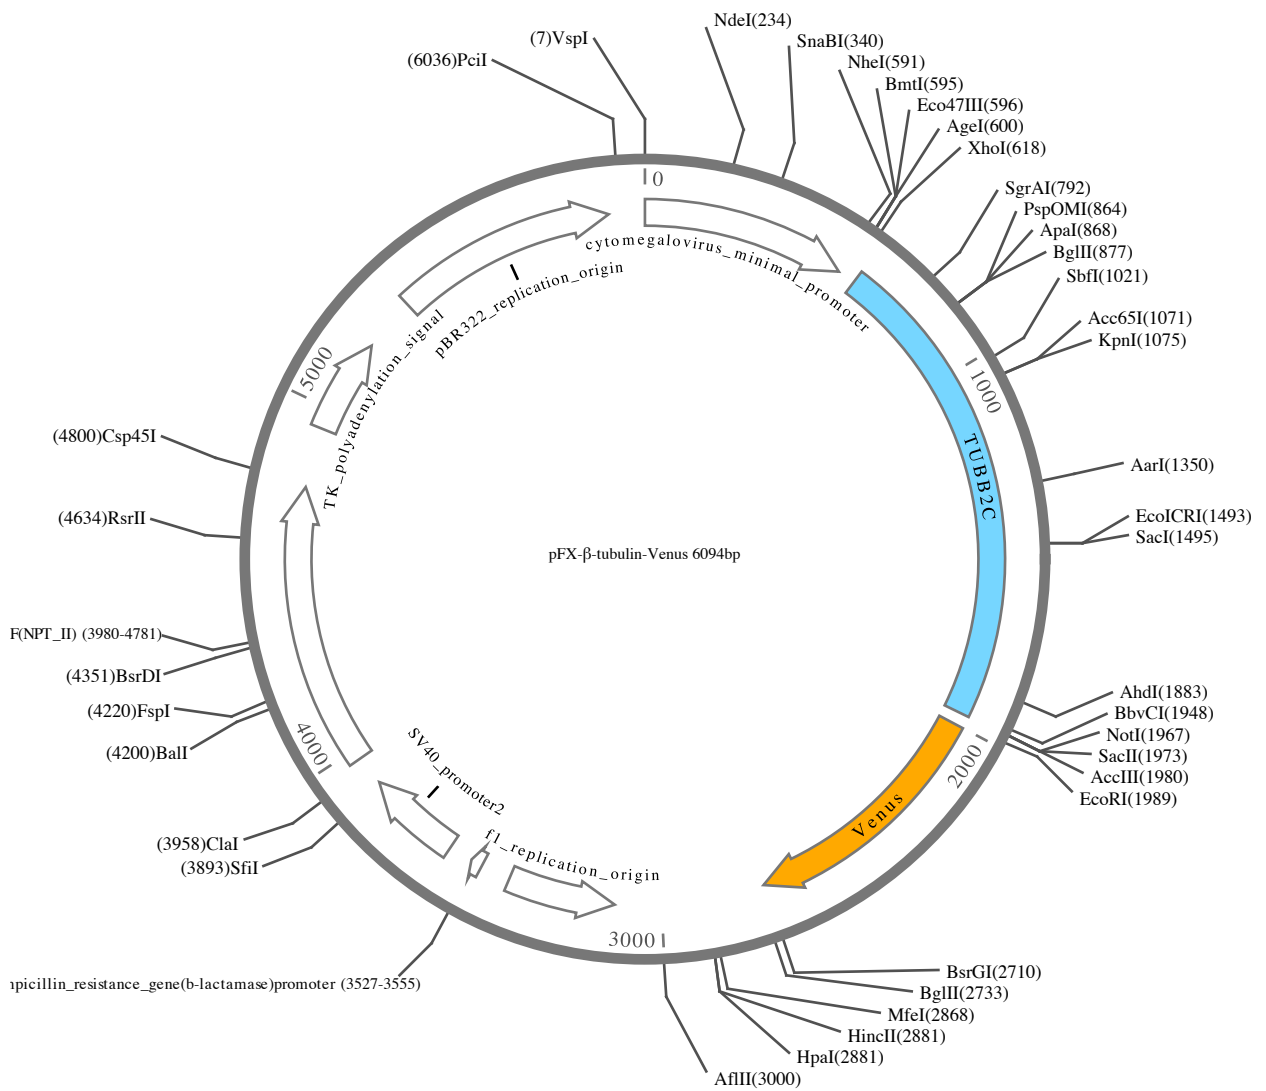 NdeI(234)
(7)VspI
SnaBI(340)
(6036)PciI
NheI(591)
BmtI(595)
Eco47III(596)
AgeI(600)
XhoI(618)
0
SgrAI(792)
PspOMI(864)
ApaI(868)
BglII(877)
SbfI(1021)
cytomegalovirus_minimal_promoter
pBR322_replication_origin
Acc65I(1071)
KpnI(1075)
TK_polyadenylation_signal
5000
1000
(4800)Csp45I
AarI(1350)
TUBB2C
(4634)RsrII
EcoICRI(1493)
SacI(1495)
pFX-β-tubulin-Venus 6094bp
F(NPT_II) (3980-4781)
(4351)BsrDI
AhdI(1883)
(4220)FspI
BbvCI(1948)
NotI(1967)
(4200)BalI
4000
SV40_promoter2
2000
SacII(1973)
AccIII(1980)
EcoRI(1989)
Venus
(3958)ClaI
(3893)SfiI
f1_replication_origin
3000
picillin_resistance_gene(b-lactamase)promoter (3527-3555)
BsrGI(2710)
BglII(2733)
MfeI(2868)
HincII(2881)
HpaI(2881)
AflII(3000)